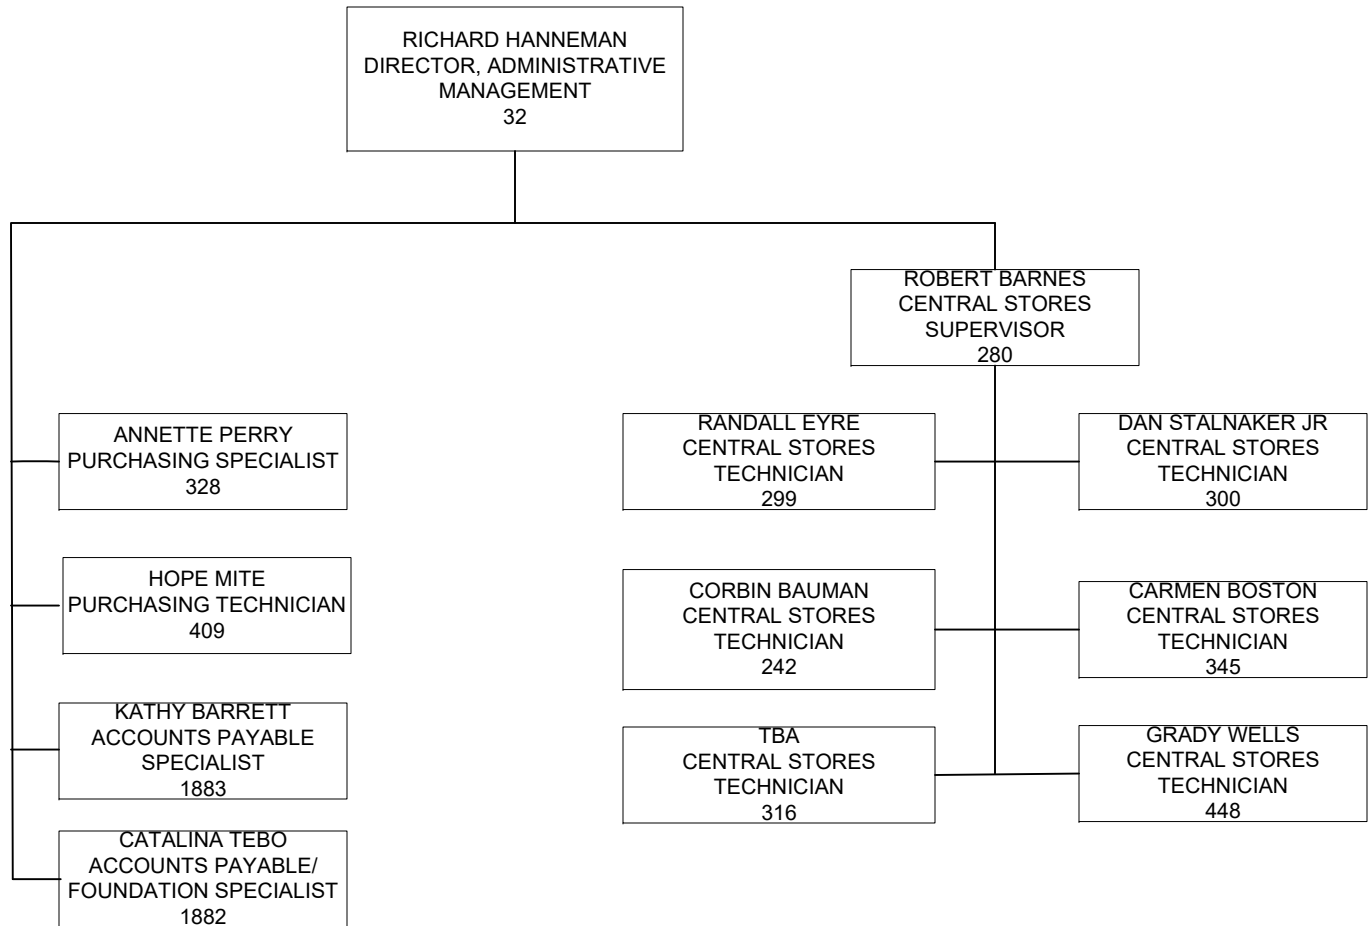 RICHARD HANNEMAN
DIRECTOR, ADMINISTRATIVE
MANAGEMENT
32
ROBERT BARNES
CENTRAL STORES
SUPERVISOR
280
ANNETTE PERRY
PURCHASING SPECIALIST
328
RANDALL EYRE
CENTRAL STORES
TECHNICIAN
299
DAN STALNAKER JR
CENTRAL STORES
TECHNICIAN
300
HOPE MITE
PURCHASING TECHNICIAN
409
CORBIN BAUMAN
CENTRAL STORES
TECHNICIAN
242
CARMEN BOSTON
CENTRAL STORES
TECHNICIAN
345
KATHY BARRETT
ACCOUNTS PAYABLE
SPECIALIST
1883
TBA
CENTRAL STORES
TECHNICIAN
316
GRADY WELLS
CENTRAL STORES
TECHNICIAN
448
CATALINA TEBO
ACCOUNTS PAYABLE/
FOUNDATION SPECIALIST
1882